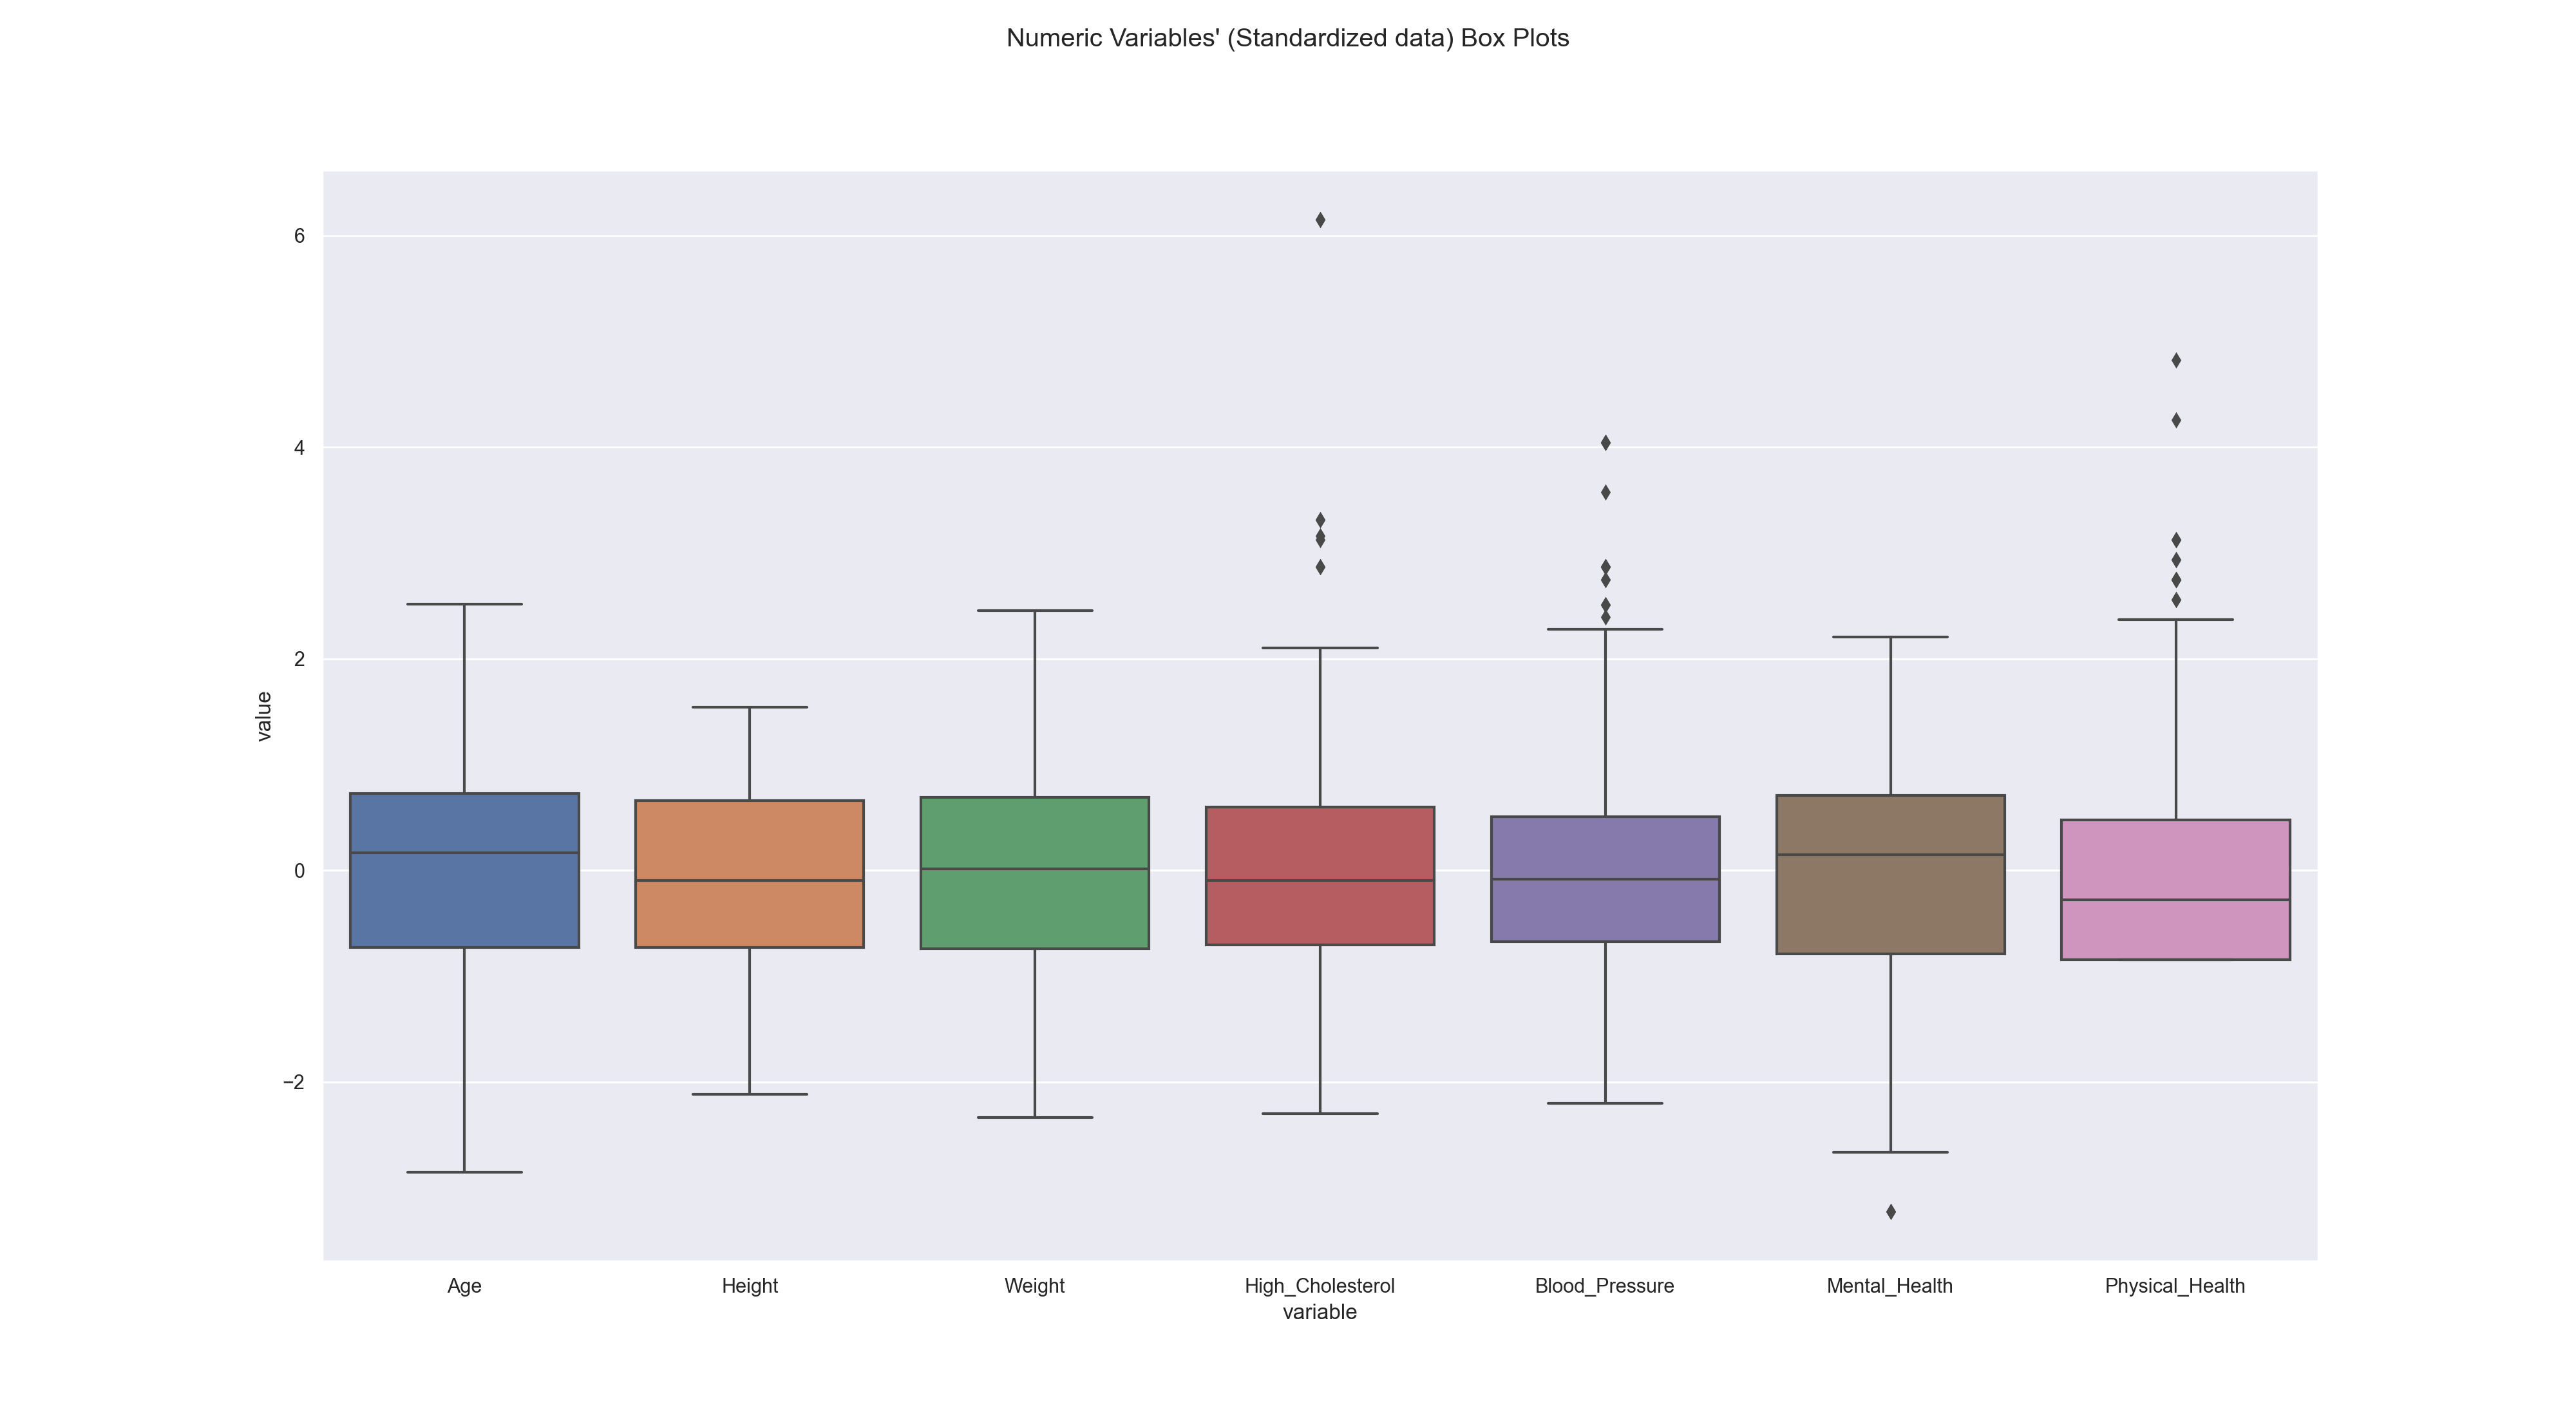 Numeric Variables' (Standardized data) Box Plots
6
4
2
0
−2
value
Age Height Weight High_Cholesterol Blood_Pressure Mental_Health Physical_Health
variable